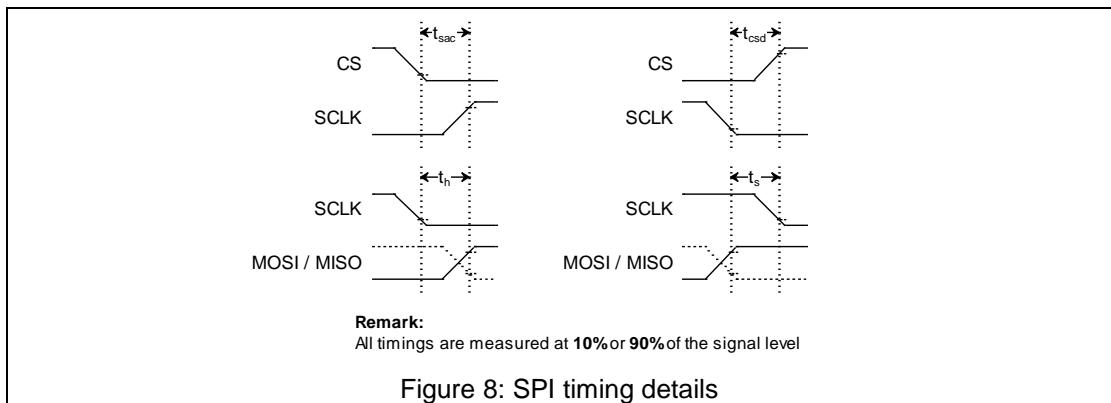 tsac
CS
SCLK
tcsd
CS
SCLK
th
SCLK
MOSI / MISO
ts
SCLK
MOSI / MISO
Remark:
All timings are measured at 10% or 90% of the signal level
Figure 8: SPI timing details